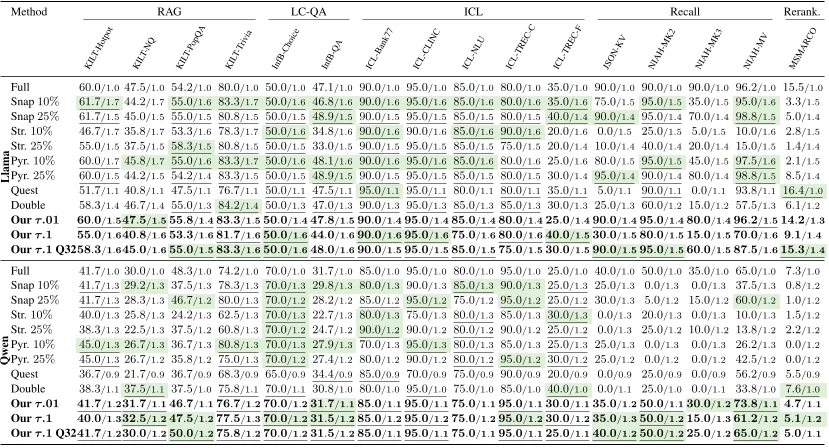 Method RAG LC-QA ICL Recall Rerank.
KILT-Hotpot KILT-NQ KILT-PopQA KILT-Trivia InfB-Choice InfB-QA ICL-Bank77 ICL-CLINC ICL-NLU ICL-TREC-C ICL-TREC-F JSON-KV NIAH-MK2 NIAH-MK3 NIAH-MV MSMARCO
Llama
Full 60.0/1.0 47.5/1.0 54.2/1.0 80.0/1.0 50.0/1.0 47.1/1.0 90.0/1.0 95.0/1.0 85.0/1.0 80.0/1.0 35.0/1.0 90.0/1.0 90.0/1.0 90.0/1.0 96.2/1.0 15.5/1.0
Snap 10% 61.7/1.7 44.2/1.7 55.0/1.6 83.3/1.7 50.0/1.6 46.8/1.6 90.0/1.6 95.0/1.6 85.0/1.6 80.0/1.6 35.0/1.6 75.0/1.5 95.0/1.5 35.0/1.5 95.0/1.6 3.3/1.5
Snap 25% 61.7/1.5 45.0/1.5 55.0/1.5 80.8/1.5 50.0/1.5 48.9/1.5 90.0/1.5 95.0/1.5 85.0/1.5 80.0/1.5 40.0/1.4 90.0/1.4 95.0/1.4 70.0/1.4 98.8/1.5 5.0/1.4
Str. 10% 46.7/1.7 35.8/1.7 53.3/1.6 78.3/1.7 50.0/1.6 34.8/1.6 90.0/1.6 90.0/1.6 85.0/1.6 90.0/1.6 20.0/1.6 0.0/1.5 25.0/1.5 5.0/1.5 10.0/1.6 2.8/1.5
Str. 25% 55.0/1.5 37.5/1.5 58.3/1.5 80.8/1.5 50.0/1.5 33.0/1.5 90.0/1.5 95.0/1.5 85.0/1.5 75.0/1.5 20.0/1.4 10.0/1.4 40.0/1.4 20.0/1.4 15.0/1.5 1.4/1.4
Pyr. 10% 60.0/1.7 45.8/1.7 55.0/1.6 83.3/1.7 50.0/1.6 48.1/1.6 90.0/1.6 95.0/1.6 85.0/1.6 80.0/1.6 25.0/1.6 80.0/1.5 95.0/1.5 45.0/1.5 97.5/1.6 2.1/1.5
Pyr. 25% 60.0/1.5 44.2/1.5 54.2/1.5 83.3/1.5 50.0/1.5 48.9/1.5 90.0/1.5 95.0/1.5 85.0/1.5 80.0/1.5 30.0/1.4 95.0/1.4 90.0/1.4 80.0/1.4 98.8/1.5 8.5/1.4
Quest 51.7/1.1 40.8/1.1 47.5/1.1 76.7/1.1 50.0/1.1 47.5/1.1 95.0/1.1 90.0/1.1 80.0/1.1 80.0/1.1 35.0/1.1 5.0/1.1 90.0/1.1 0.0/1.1 93.8/1.1 16.4/1.0
Double 58.3/1.4 46.7/1.4 55.0/1.3 84.2/1.4 50.0/1.3 47.0/1.3 90.0/1.3 95.0/1.3 85.0/1.3 80.0/1.3 30.0/1.3 25.0/1.3 60.0/1.2 15.0/1.2 57.5/1.3 6.1/1.2
Our τ.01 60.0/1.5 47.5/1.5 55.8/1.4 83.3/1.5 50.0/1.4 47.8/1.5 90.0/1.4 95.0/1.4 85.0/1.4 80.0/1.4 25.0/1.4 90.0/1.4 95.0/1.4 80.0/1.4 96.2/1.5 14.2/1.3
Our τ.1 55.0/1.6 40.8/1.6 53.3/1.6 81.7/1.6 50.0/1.6 44.0/1.6 90.0/1.6 95.0/1.6 75.0/1.6 80.0/1.6 40.0/1.5 30.0/1.5 80.0/1.5 15.0/1.5 70.0/1.6 9.1/1.4
Our τ.1 Q32 58.3/1.6 45.0/1.6 55.0/1.5 83.3/1.6 50.0/1.6 48.0/1.6 90.0/1.5 95.0/1.5 85.0/1.5 75.0/1.5 30.0/1.5 90.0/1.5 95.0/1.5 60.0/1.5 87.5/1.6 15.3/1.4
Qwen
Full 41.7/1.0 30.0/1.0 48.3/1.0 74.2/1.0 70.0/1.0 31.7/1.0 85.0/1.0 95.0/1.0 80.0/1.0 95.0/1.0 25.0/1.0 40.0/1.0 50.0/1.0 35.0/1.0 65.0/1.0 7.3/1.0
Snap 10% 41.7/1.3 29.2/1.3 37.5/1.3 78.3/1.3 70.0/1.3 29.8/1.3 80.0/1.3 90.0/1.3 85.0/1.3 90.0/1.3 25.0/1.3 25.0/1.3 0.0/1.3 0.0/1.3 37.5/1.3 0.8/1.2
Snap 25% 41.7/1.3 28.3/1.3 46.7/1.2 80.0/1.3 70.0/1.2 28.2/1.2 85.0/1.2 95.0/1.2 75.0/1.2 95.0/1.2 25.0/1.2 30.0/1.3 5.0/1.2 15.0/1.2 60.0/1.2 1.0/1.2
Str. 10% 40.0/1.3 25.8/1.3 24.2/1.3 62.5/1.3 70.0/1.3 22.7/1.3 80.0/1.3 90.0/1.3 75.0/1.3 85.0/1.3 30.0/1.3 0.0/1.3 20.0/1.3 0.0/1.3 10.0/1.3 1.5/1.2
Str. 25% 38.3/1.3 22.5/1.3 37.5/1.2 60.8/1.3 70.0/1.2 24.7/1.2 90.0/1.2 90.0/1.2 80.0/1.2 90.0/1.2 25.0/1.2 0.0/1.3 25.0/1.2 10.0/1.2 13.8/1.2 2.2/1.2
Pyr. 10% 45.0/1.3 26.7/1.3 36.7/1.3 80.8/1.3 70.0/1.3 27.9/1.3 70.0/1.3 95.0/1.3 80.0/1.3 90.0/1.3 30.0/1.3 25.0/1.3 0.0/1.3 0.0/1.3 26.2/1.3 0.0/1.2
Pyr. 25% 45.0/1.3 26.7/1.2 35.8/1.2 75.0/1.3 70.0/1.2 27.4/1.2 80.0/1.2 90.0/1.2 80.0/1.2 95.0/1.2 30.0/1.2 25.0/1.2 0.0/1.2 0.0/1.2 42.5/1.2 0.0/1.2
Quest 36.7/0.9 21.7/0.9 36.7/0.9 68.3/0.9 65.0/0.9 34.4/0.9 85.0/0.9 70.0/0.9 75.0/0.9 90.0/0.9 20.0/0.9 0.0/0.9 25.0/0.9 0.0/0.9 56.2/0.9 5.5/0.9
Double 38.3/1.1 37.5/1.1 37.5/1.0 75.8/1.1 70.0/1.1 30.8/1.0 80.0/1.0 95.0/1.0 75.0/1.0 85.0/1.0 40.0/1.0 0.0/1.1 25.0/1.0 0.0/1.1 33.8/1.0 7.6/1.0
Our τ.01 41.7/1.2 31.7/1.1 46.7/1.1 76.7/1.2 70.0/1.2 31.7/1.1 85.0/1.1 95.0/1.1 75.0/1.1 95.0/1.1 30.0/1.1 35.0/1.2 50.0/1.1 30.0/1.2 73.8/1.1 4.7/1.1
Our τ.1 40.0/1.3 32.5/1.2 47.5/1.2 77.5/1.3 70.0/1.2 31.5/1.2 85.0/1.2 95.0/1.2 75.0/1.2 95.0/1.2 30.0/1.2 35.0/1.3 50.0/1.2 15.0/1.3 61.2/1.2 5.1/1.2
Our τ.1 Q32 41.7/1.2 30.0/1.2 50.0/1.2 75.8/1.2 70.0/1.2 31.5/1.2 85.0/1.1 95.0/1.1 75.0/1.1 95.0/1.1 25.0/1.1 40.0/1.2 50.0/1.2 25.0/1.2 65.0/1.2 5.0/1.1